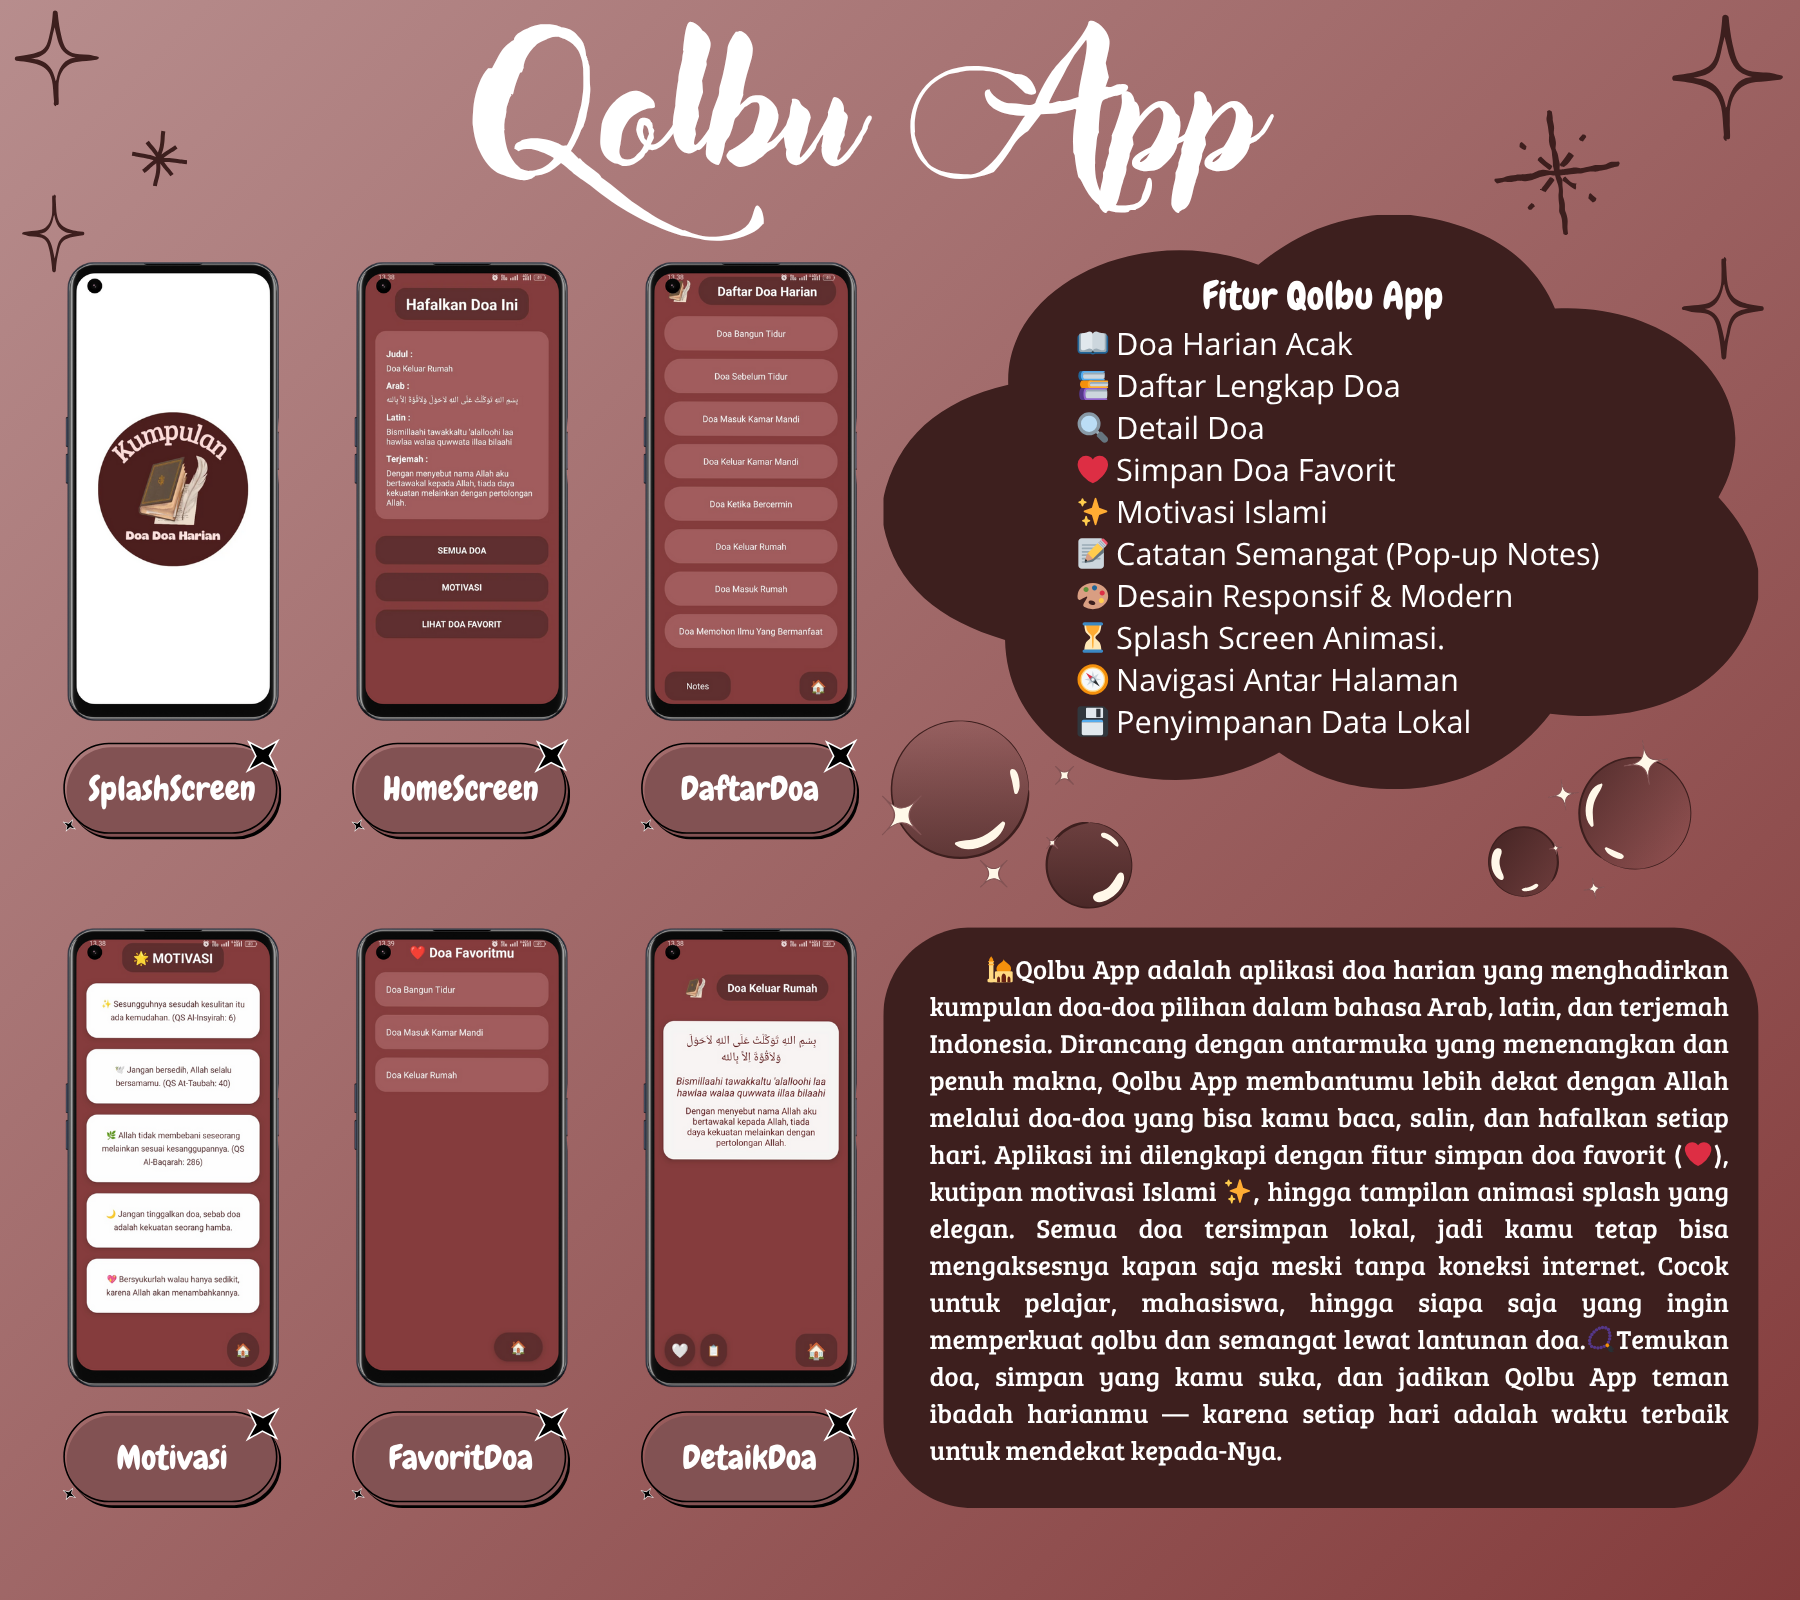 Qolbu App
Kumpulan
Doa Doa Harian
SplashScreen
13.38
Hafalkan Doa Ini
Judul :
Doa Keluar Rumah
Arab :
بِسْمِ اللهِ تَوَكَّلْتُ عَلَى اللهِ لاَحَوْلَ وَلاَقُوَّةَ إِلاَّ بِاللهِ
Latin :
Bismillaahi tawakkaltu 'alalloohi laa
hawlaa walaa quwwata illaa bilaahi
Terjemah :
Dengan menyebut nama Allah aku
bertawakal kepada Allah, tiada daya
kekuatan melainkan dengan pertolongan
Allah.
SEMUA DOA
MOTIVASI
LIHAT DOA FAVORIT
HomeScreen
13.38
Daftar Doa Harian
Doa Bangun Tidur
Doa Sebelum Tidur
Doa Masuk Kamar Mandi
Doa Keluar Kamar Mandi
Doa Ketika Bercermin
Doa Keluar Rumah
Doa Masuk Rumah
Doa Memohon Ilmu Yang Bermanfaat
Notes
DaftarDoa
Fitur Qolbu App
📖 Doa Harian Acak
📚 Daftar Lengkap Doa
🔍 Detail Doa
❤️ Simpan Doa Favorit
✨ Motivasi Islami
📝 Catatan Semangat (Pop-up Notes)
🎨 Desain Responsif & Modern
⏳ Splash Screen Animasi.
🧭 Navigasi Antar Halaman
💾 Penyimpanan Data Lokal
13.38
🌟 MOTIVASI
✨ Sesungguhnya sesudah kesulitan itu
ada kemudahan. (QS Al-Insyirah: 6)
🕊️ Jangan bersedih, Allah selalu
bersamamu. (QS At-Taubah: 40)
🌿 Allah tidak membebani seseorang
melainkan sesuai kesanggupannya. (QS
Al-Baqarah: 286)
🌙 Jangan tinggalkan doa, sebab doa
adalah kekuatan seorang hamba.
💖 Bersyukurlah walau hanya sedikit,
karena Allah akan menambahkannya.
Motivasi
13.39
❤️ Doa Favoritmu
Doa Bangun Tidur
Doa Masuk Kamar Mandi
Doa Keluar Rumah
FavoritDoa
13.38
Doa Keluar Rumah
بِسْمِ اللهِ تَوَكَّلْتُ عَلَى اللهِ لاَحَوْلَ
وَلاَقُوَّةَ إِلاَّ بِاللهِ
Bismillaahi tawakkaltu 'alalloohi laa
hawlaa walaa quwwata illaa bilaahi
Dengan menyebut nama Allah aku
bertawakal kepada Allah, tiada
daya kekuatan melainkan dengan
pertolongan Allah.
DetaikDoa
🕌Qolbu App adalah aplikasi doa harian yang menghadirkan
kumpulan doa-doa pilihan dalam bahasa Arab, latin, dan terjemah
Indonesia. Dirancang dengan antarmuka yang menenangkan dan
penuh makna, Qolbu App membantumu lebih dekat dengan Allah
melalui doa-doa yang bisa kamu baca, salin, dan hafalkan setiap
hari. Aplikasi ini dilengkapi dengan fitur simpan doa favorit (❤️),
kutipan motivasi Islami ✨, hingga tampilan animasi splash yang
elegan. Semua doa tersimpan lokal, jadi kamu tetap bisa
mengaksesnya kapan saja meski tanpa koneksi internet. Cocok
untuk pelajar, mahasiswa, hingga siapa saja yang ingin
memperkuat qolbu dan semangat lewat lantunan doa.📿Temukan
doa, simpan yang kamu suka, dan jadikan Qolbu App teman
ibadah harianmu — karena setiap hari adalah waktu terbaik
untuk mendekat kepada-Nya.